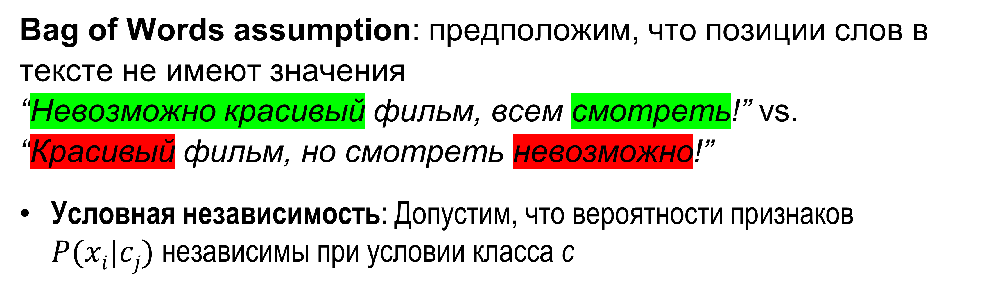 Bag of Words assumption: предположим, что позиции слов в
тексте не имеют значения
“Невозможно красивый фильм, всем смотреть!” vs.
“Красивый фильм, но смотреть невозможно!”
• Условная независимость: Допустим, что вероятности признаков
P(x_i|c_j) независимы при условии класса c